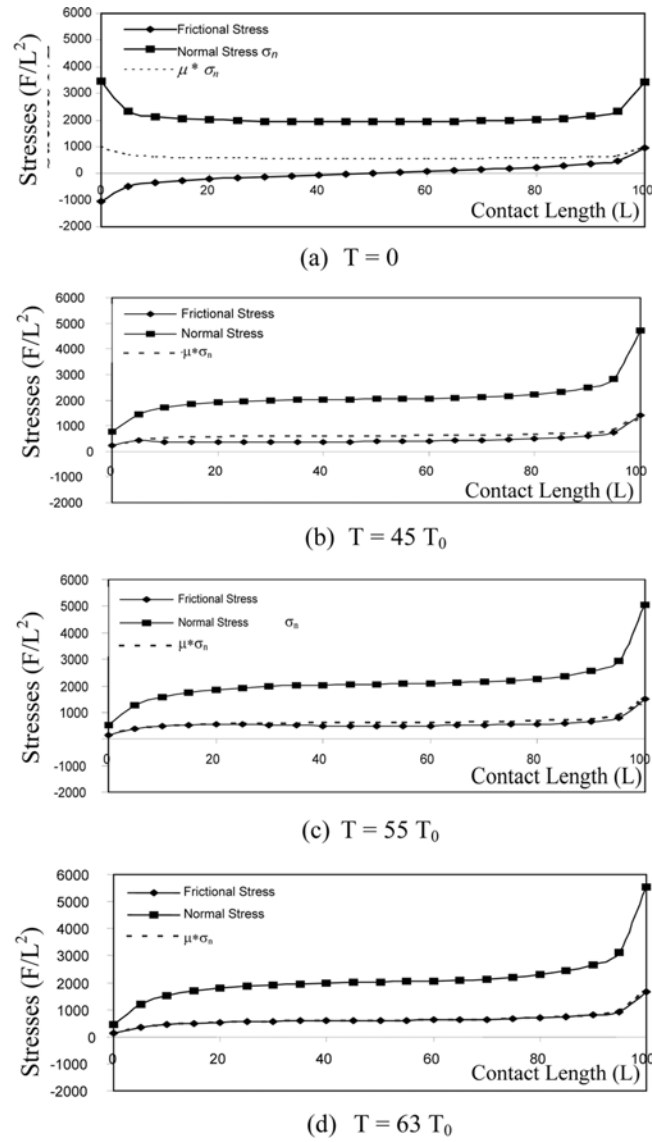 Stresses (F/L²)
6000
5000
4000
3000
2000
1000
0
-1000
-2000
Frictional Stress
Normal Stress σn
μ* σn
0 20 40 60 80 100
Contact Length (L)
(a) T = 0
Stresses (F/L²)
6000
5000
4000
3000
2000
1000
0
-1000
-2000
Frictional Stress
Normal Stress
μ*σn
0 20 40 60 80 100
Contact Length (L)
(b) T = 45 T0
Stresses (F/L²)
6000
5000
4000
3000
2000
1000
0
-1000
-2000
Frictional Stress
Normal Stress σn
μ*σn
0 20 40 60 80 100
Contact Length (L)
(c) T = 55 T0
Stresses (F/L²)
6000
5000
4000
3000
2000
1000
0
-1000
-2000
Frictional Stress
Normal Stress
μ*σn
0 20 40 60 80 100
Contact Length (L)
(d) T = 63 T0